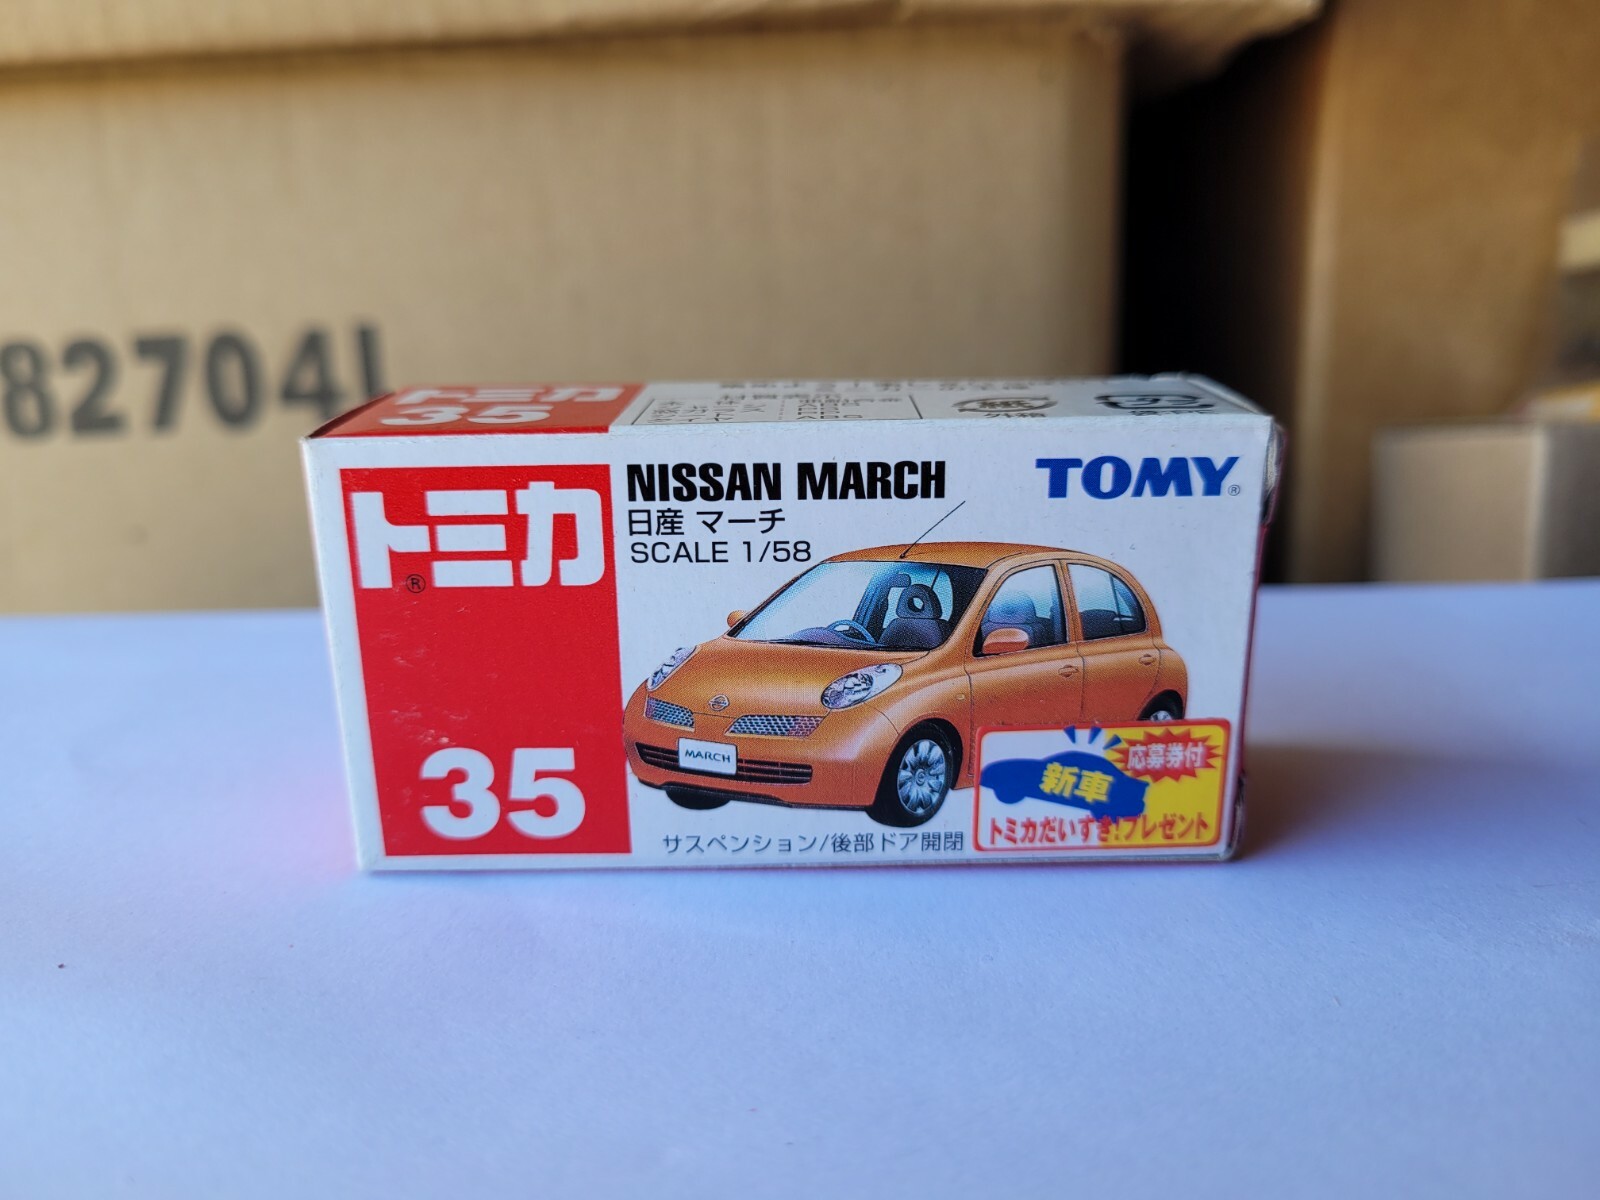 827041
トミカ
35
トミカ®
35
NISSAN MARCH
日産 マーチ
SCALE 1/58
TOMY®
MARCH
サスペンション/後部ドア開閉
応募券付
新車
トミカだいすき!プレゼント